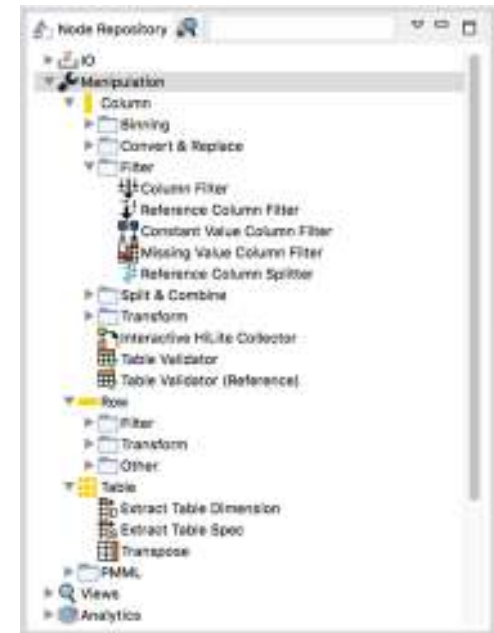 Node Repository
IO
Manipulation
Column
Binning
Convert & Replace
Filter
Column Filter
Reference Column Filter
Constant Value Column Filter
Missing Value Column Filter
Reference Column Splitter
Split & Combine
Transform
Interactive HiLite Collector
Table Validator
Table Validator (Reference)
Row
Filter
Transform
Other
Table
Extract Table Dimension
Extract Table Spec
Transpose
PMML
Views
Analytics